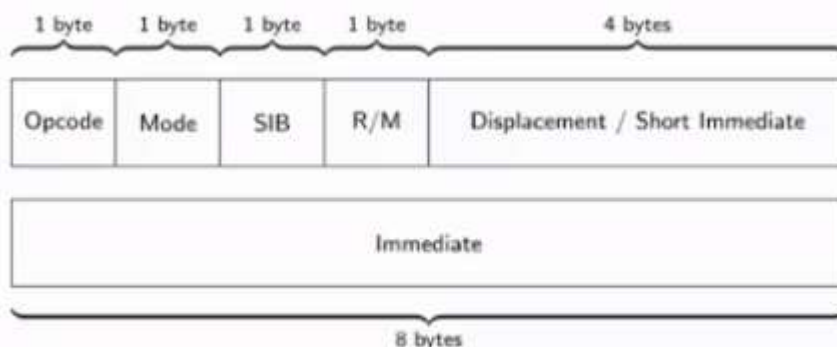 1 byte 1 byte 1 byte 1 byte 4 bytes
Opcode Mode SIB R/M Displacement / Short Immediate
Immediate
8 bytes